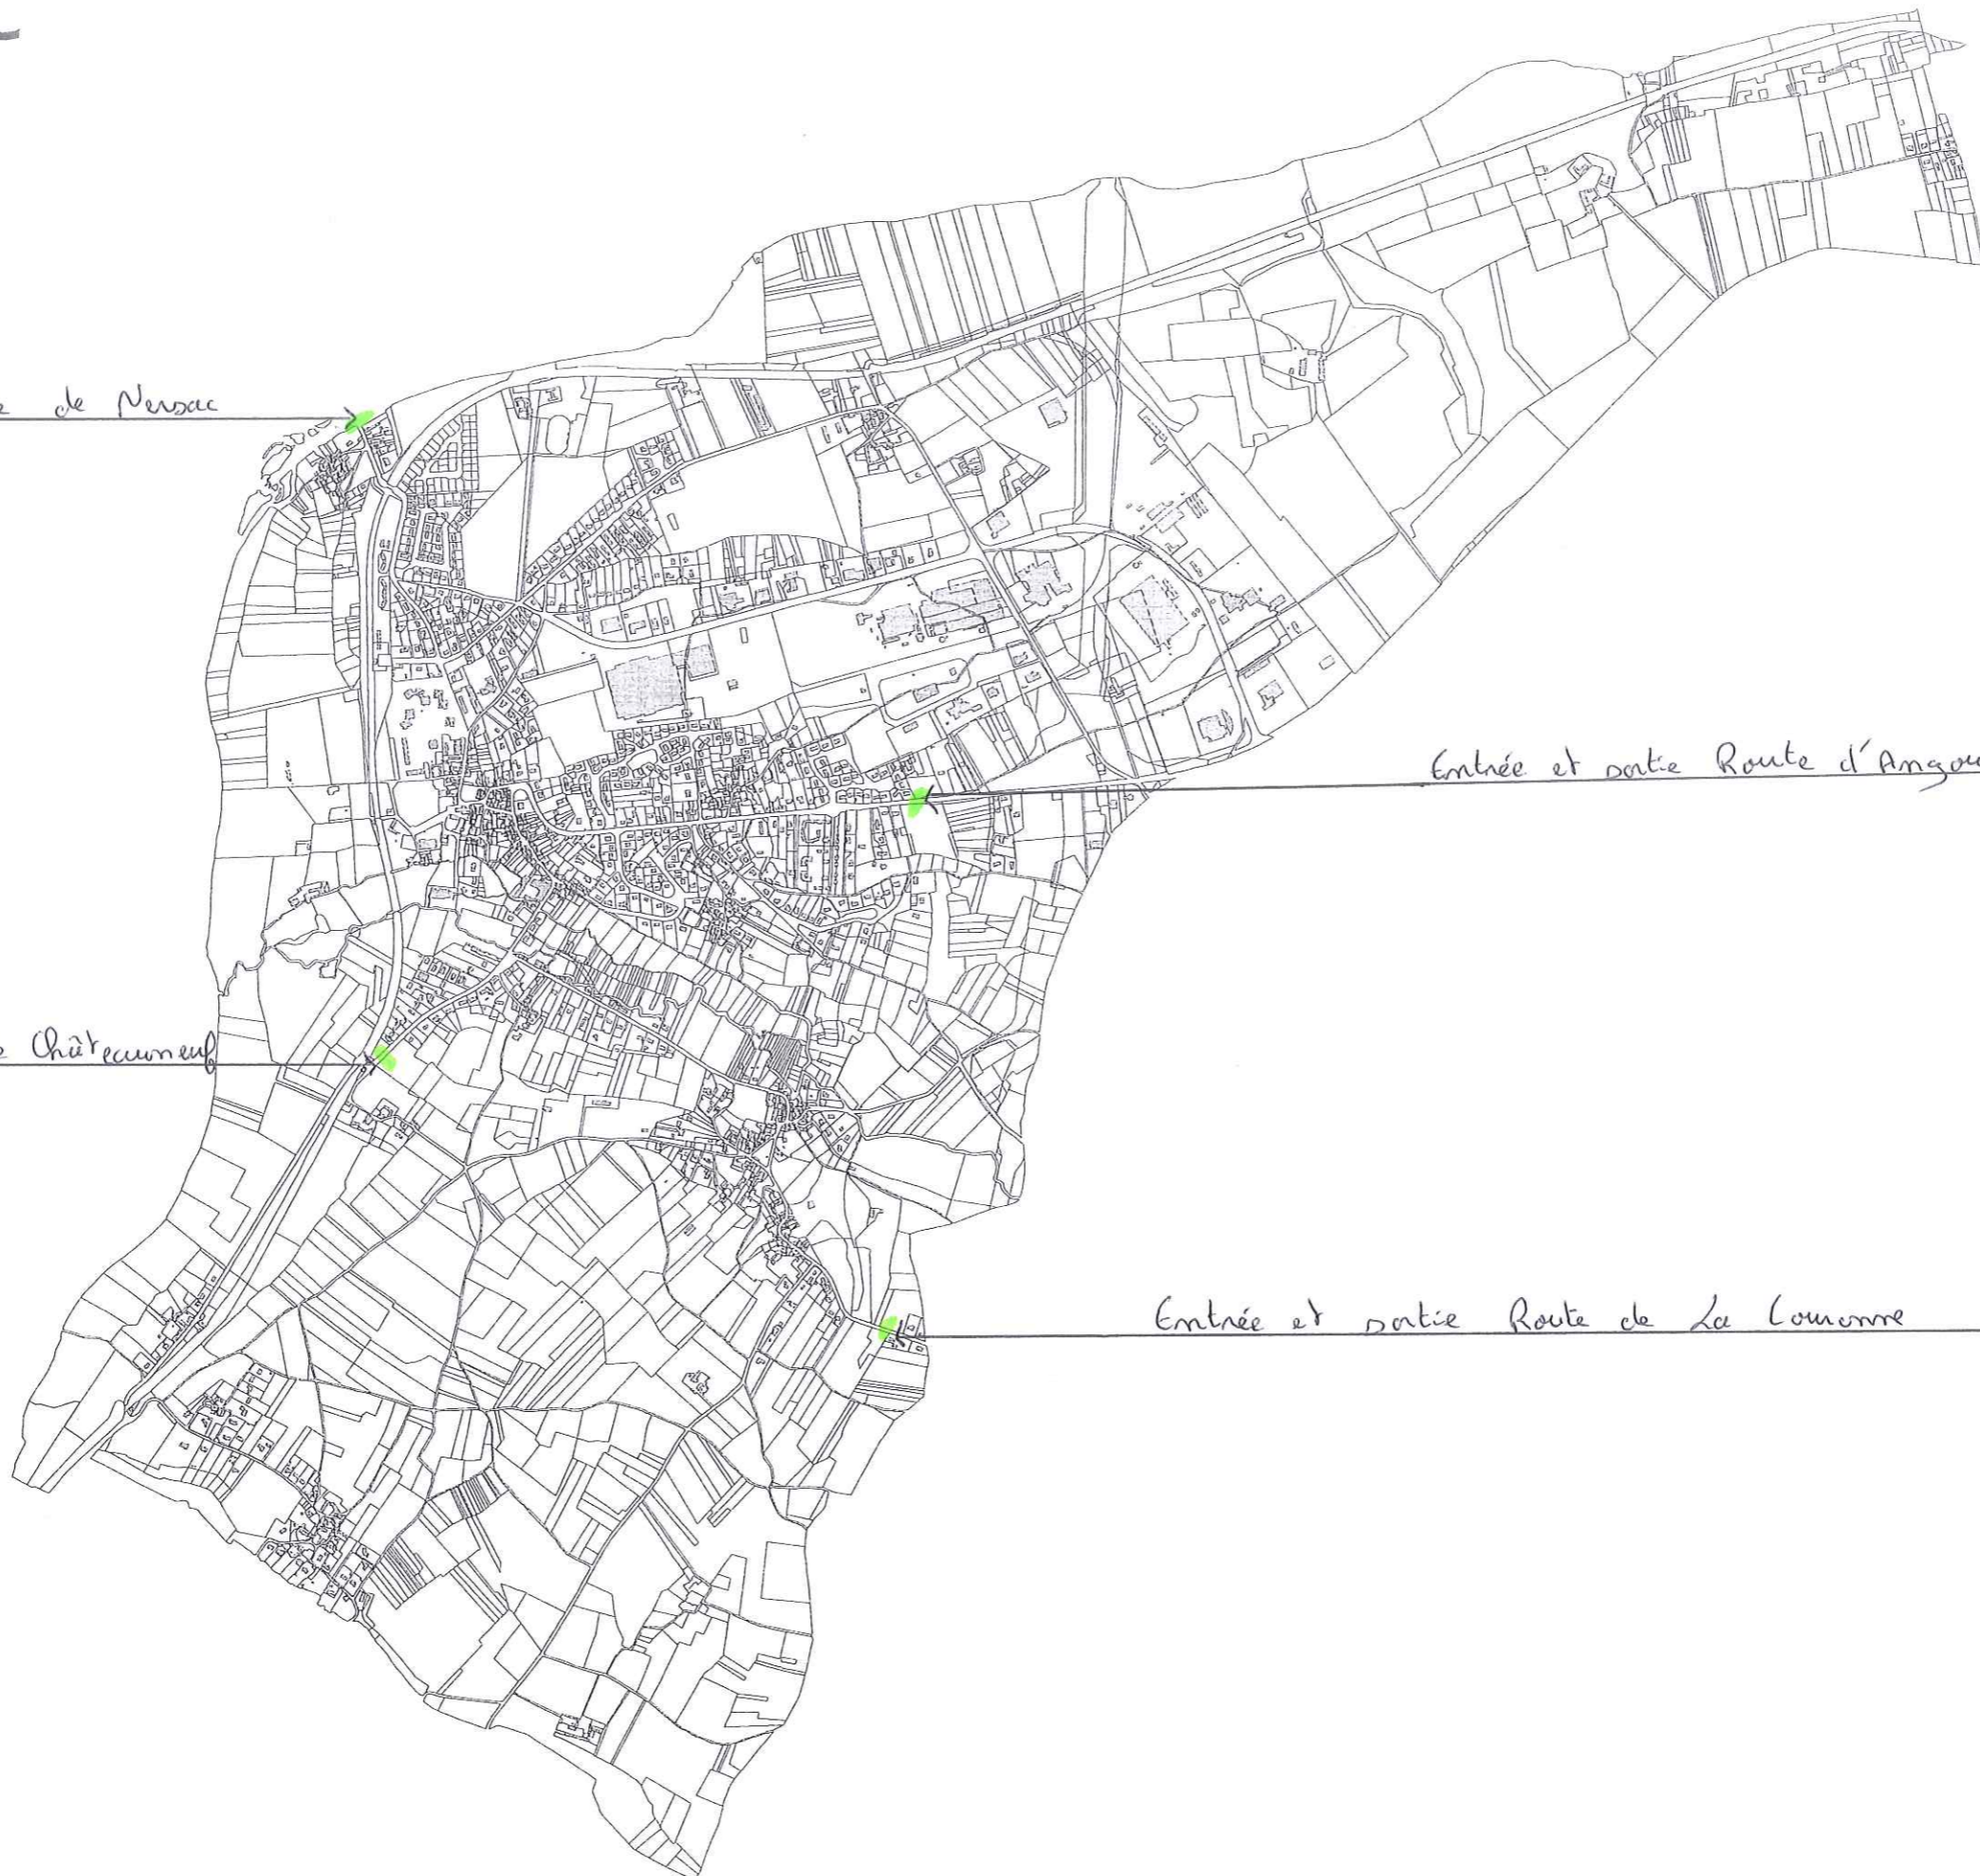 de Nersac
Entrée et sortie Route d'Angou
Châteauneuf
Entrée et sortie Route de La Couronne